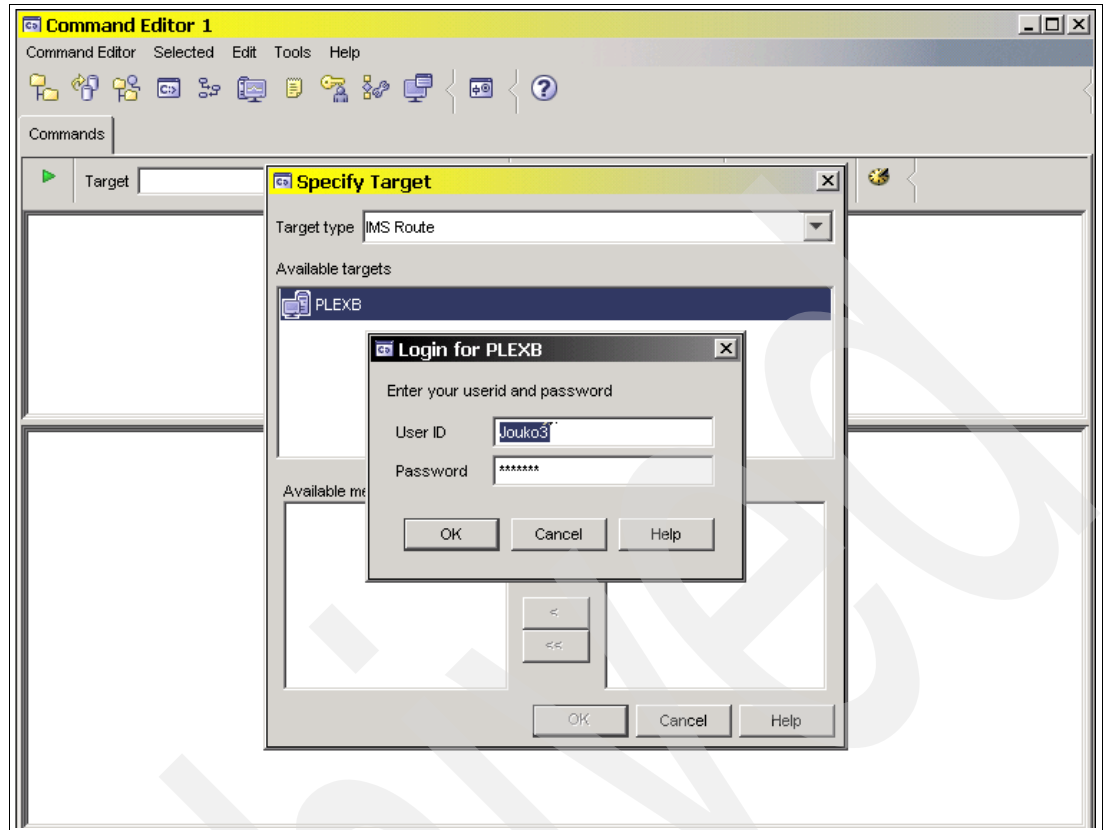 Command Editor 1
Command Editor Selected Edit Tools Help
Commands
Target
Specify Target
Target type IMS Route
Available targets
PLEXB
Login for PLEXB
Enter your userid and password
User ID Jouko3
Password *******
OK Cancel Help
Available
<
<<
OK Cancel Help